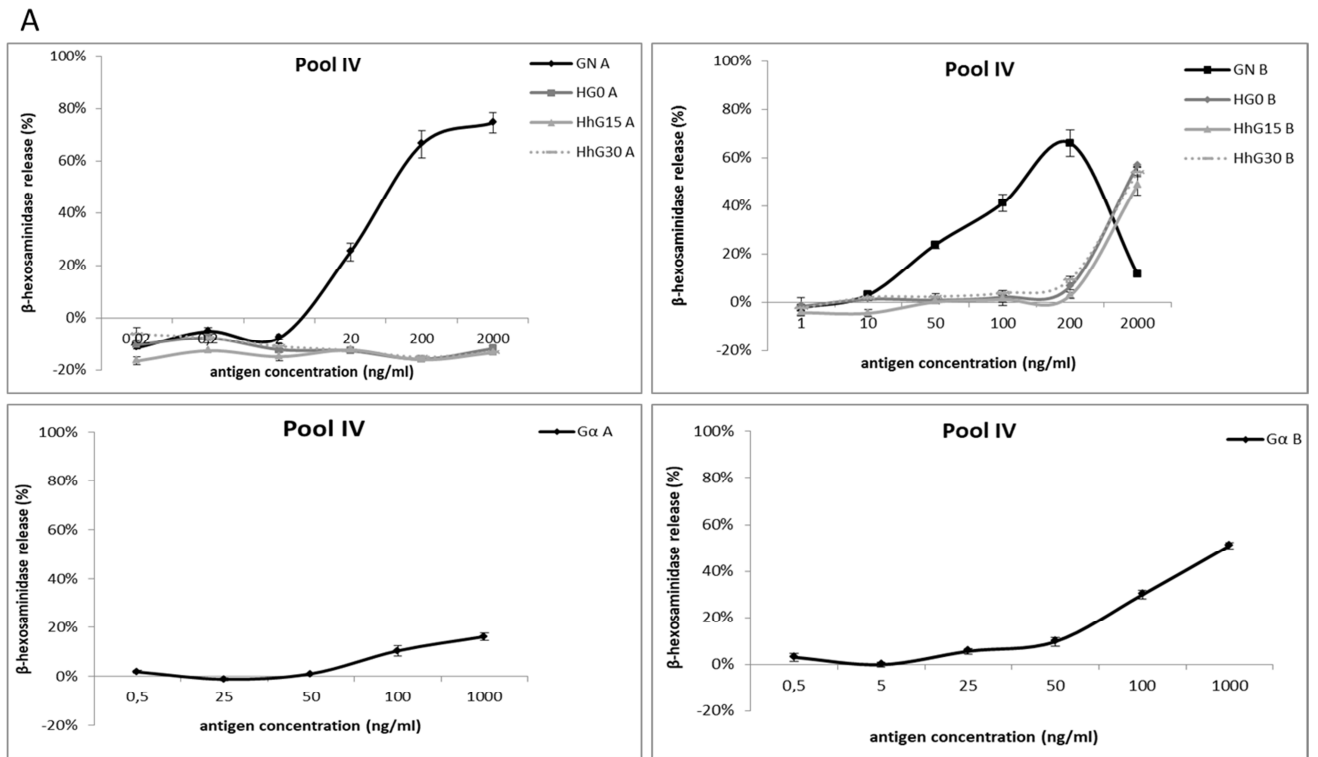 A
Pool IV
β-hexosaminidase release (%)
100%
80%
60%
40%
20%
0%
-20%
0,02
0,2
20
200
2000
antigen concentration (ng/ml)
GN A
HG0 A
HhG15 A
HhG30 A
Pool IV
β-hexosaminidase release (%)
100%
80%
60%
40%
20%
0%
-20%
1
10
50
100
200
2000
antigen concentration (ng/ml)
GN B
HG0 B
HhG15 B
HhG30 B
Pool IV
β-hexosaminidase release (%)
100%
80%
60%
40%
20%
0%
-20%
0,5
25
50
100
1000
antigen concentration (ng/ml)
Gα A
Pool IV
β-hexosaminidase release (%)
100%
80%
60%
40%
20%
0%
-20%
0,5
5
25
50
100
1000
antigen concentration (ng/ml)
Gα B